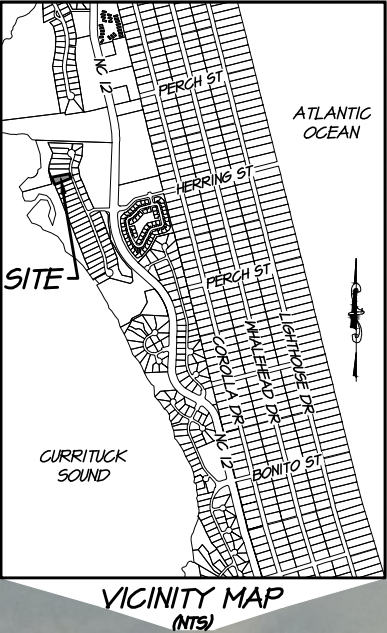 NC 12
PERCH ST
ATLANTIC
OCEAN
HERRING ST
SITE
PERCH ST
LIGHTHOUSE DR
WHALEHEAD DR
COROLLA DR
NC 12
BONITO ST
CURRITUCK
SOUND
VICINITY MAP
(NTS)